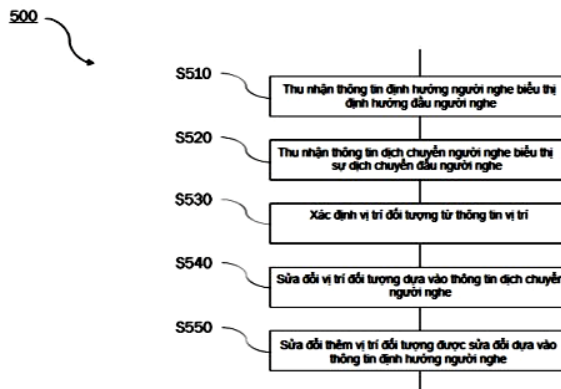 500
S510
Thu nhận thông tin định hướng người nghe biểu thị
định hướng đầu người nghe
S520
Thu nhận thông tin dịch chuyển người nghe biểu thị
sự dịch chuyển đầu người nghe
S530
Xác định vị trí đối tượng từ thông tin vị trí
S540
Sửa đổi vị trí đối tượng dựa vào thông tin dịch chuyển
người nghe
S550
Sửa đổi thêm vị trí đối tượng được sửa đổi dựa vào
thông tin định hướng người nghe